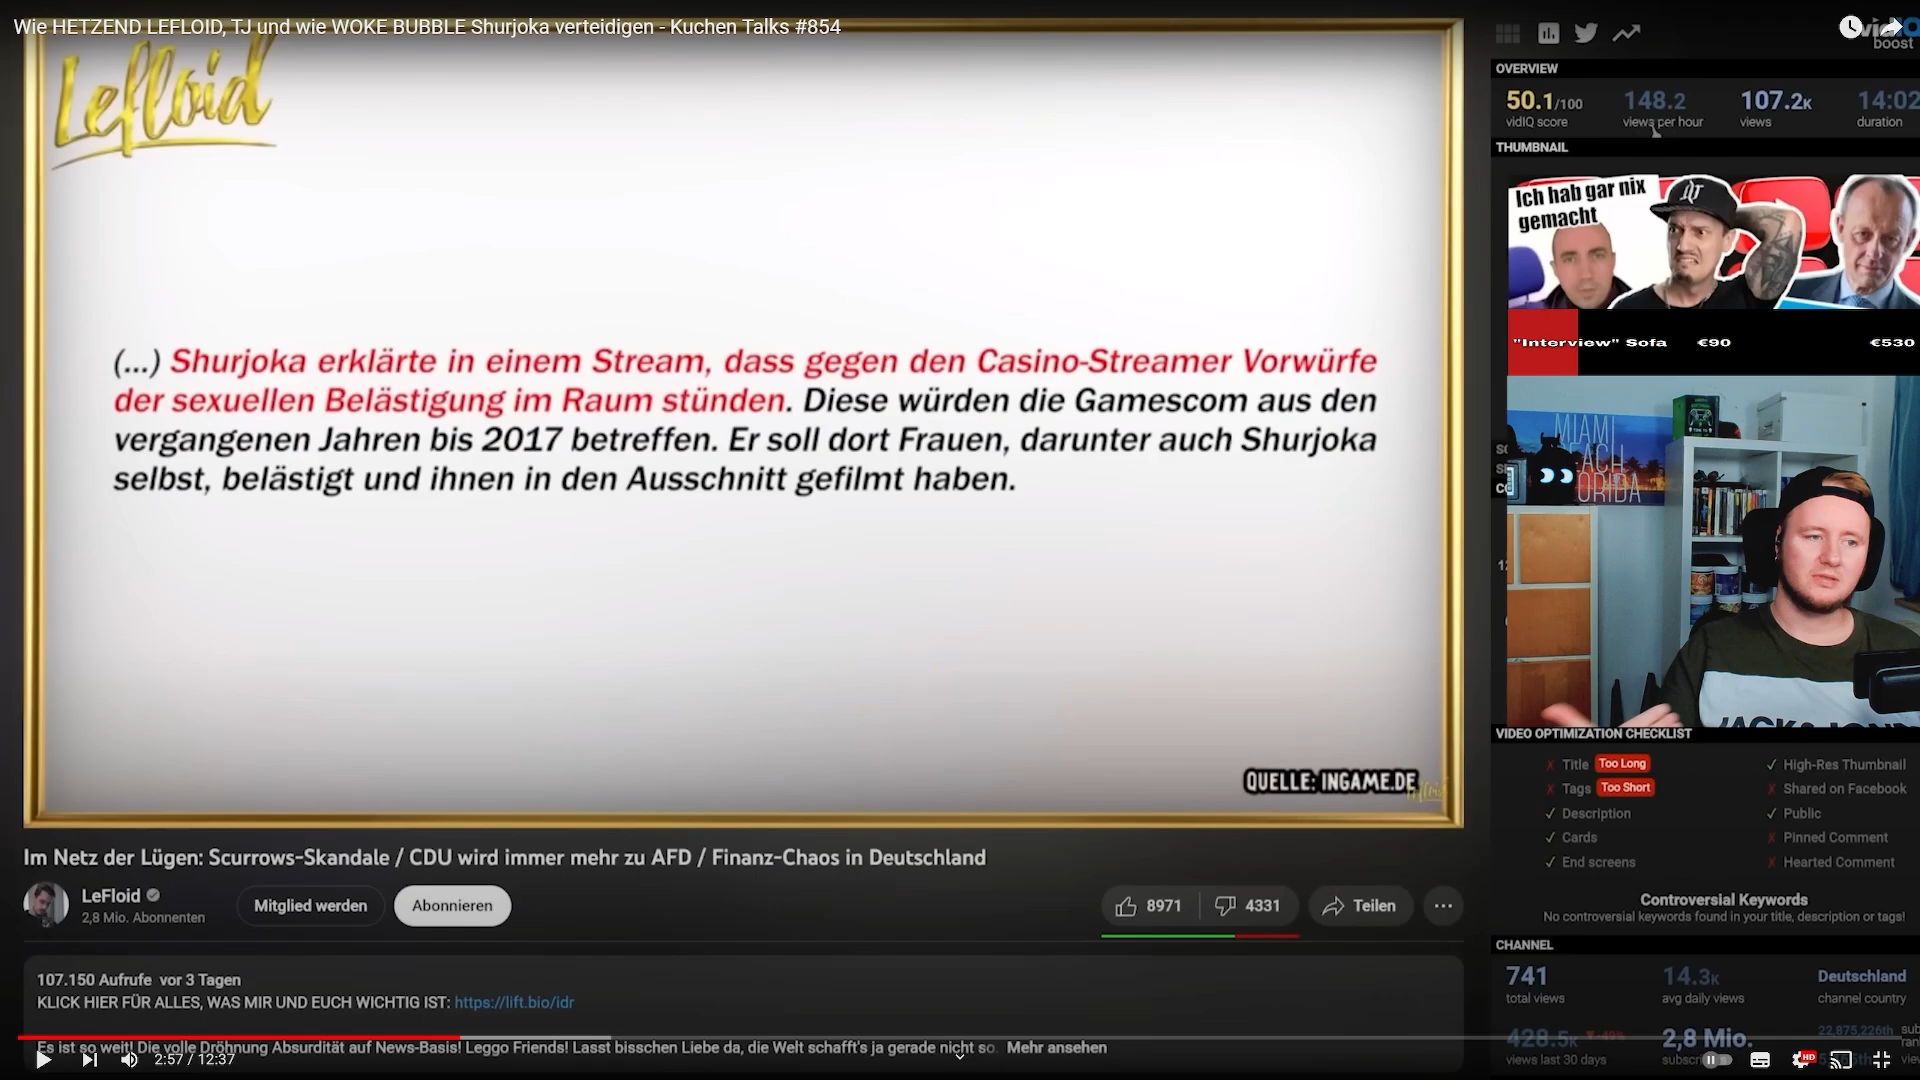 Wie HETZEND LEFLOID, TJ und wie WOKE BUBBLE Shurjoka verteidigen - Kuchen Talks #854
Lefloid
(...) Shurjoka erklärte in einem Stream, dass gegen den Casino-Streamer Vorwürfe
der sexuellen Belästigung im Raum stünden. Diese würden die Gamescom aus den
vergangenen Jahren bis 2017 betreffen. Er soll dort Frauen, darunter auch Shurjoka
selbst, belästigt und ihnen in den Ausschnitt gefilmt haben.
QUELLE: INGAME.DE
Im Netz der Lügen: Scurrows-Skandale / CDU wird immer mehr zu AFD / Finanz-Chaos in Deutschland
LeFloid
2,8 Mio. Abonnenten
Mitglied werden
Abonnieren
8971
4331
Teilen
107.150 Aufrufe vor 3 Tagen
KLICK HIER FÜR ALLES, WAS MIR UND EUCH WICHTIG IST: https://lift.bio/idr
Es ist so weit! Die volle Dröhnung Absurdität auf News-Basis! Leggo Friends! Lasst bisschen Liebe da, die Welt schafft's ja gerade nicht so. Mehr ansehen
2:57 / 12:37
boost
OVERVIEW
50.1/100 148.2 107.2K 14:02
vidIQ score views per hour views duration
THUMBNAIL
Ich hab gar nix
gemacht
"Interview" Sofa €90 €530
MIAMI
VIDEO OPTIMIZATION CHECKLIST
Title Too Long High-Res Thumbnail
Tags Too Short Shared on Facebook
Description Public
Cards Pinned Comment
End screens Hearted Comment
Controversial Keywords
No controversial keywords found in your title, description or tags!
CHANNEL
741 14.3K Deutschland
total views avg daily views channel country
428.5K -49% 2,8 Mio. 22,875,226th
views last 30 days
HD